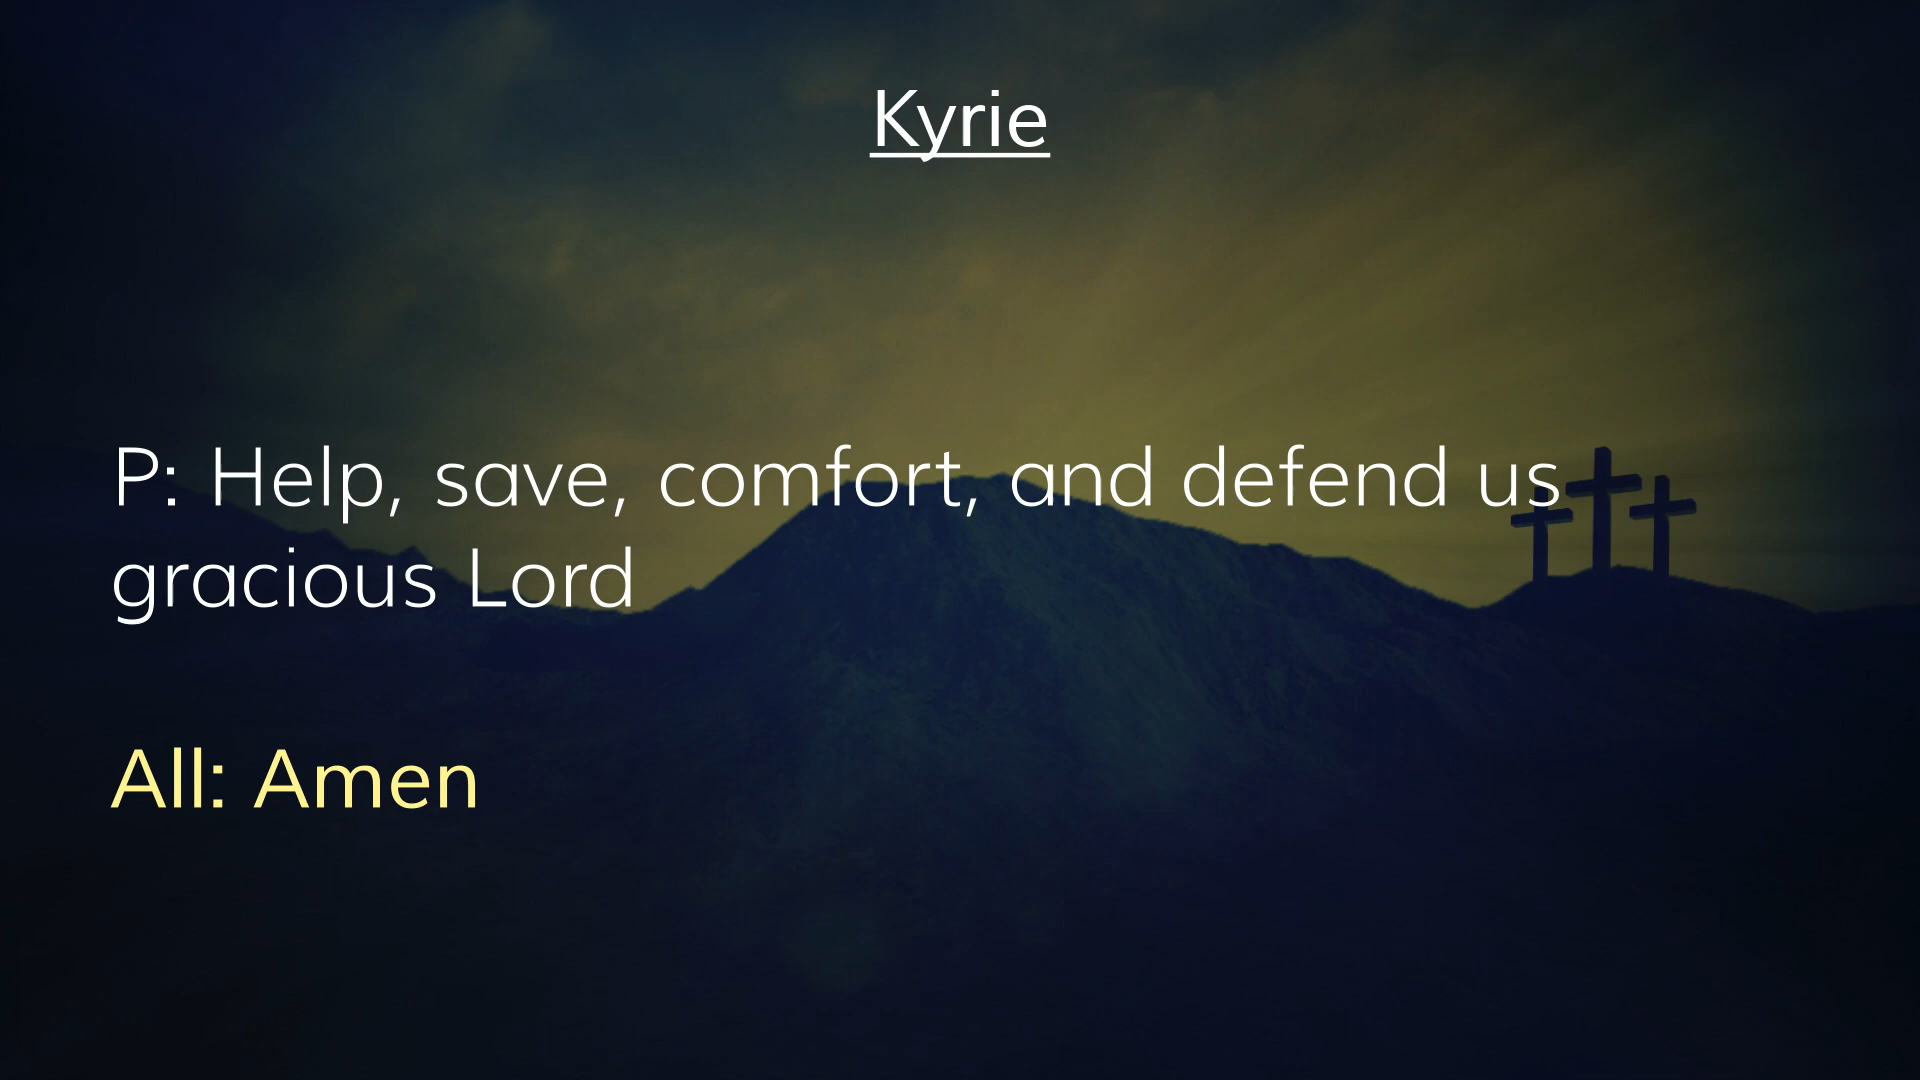 Kyrie
P: Help, save, comfort, and defend us
gracious Lord
All: Amen